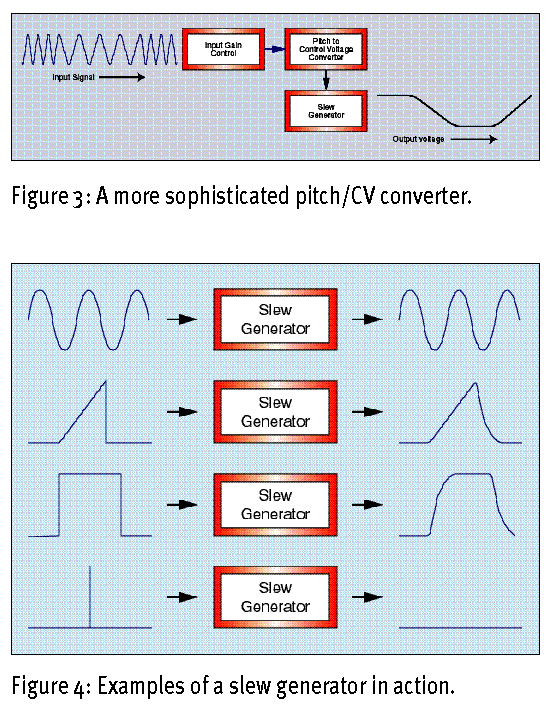 Input Signal
Input Gain
Control
Pitch to
Control Voltage
Converter
Slew
Generator
Output voltage
Figure 3: A more sophisticated pitch/CV converter.
Slew
Generator
Slew
Generator
Slew
Generator
Slew
Generator
Figure 4: Examples of a slew generator in action.